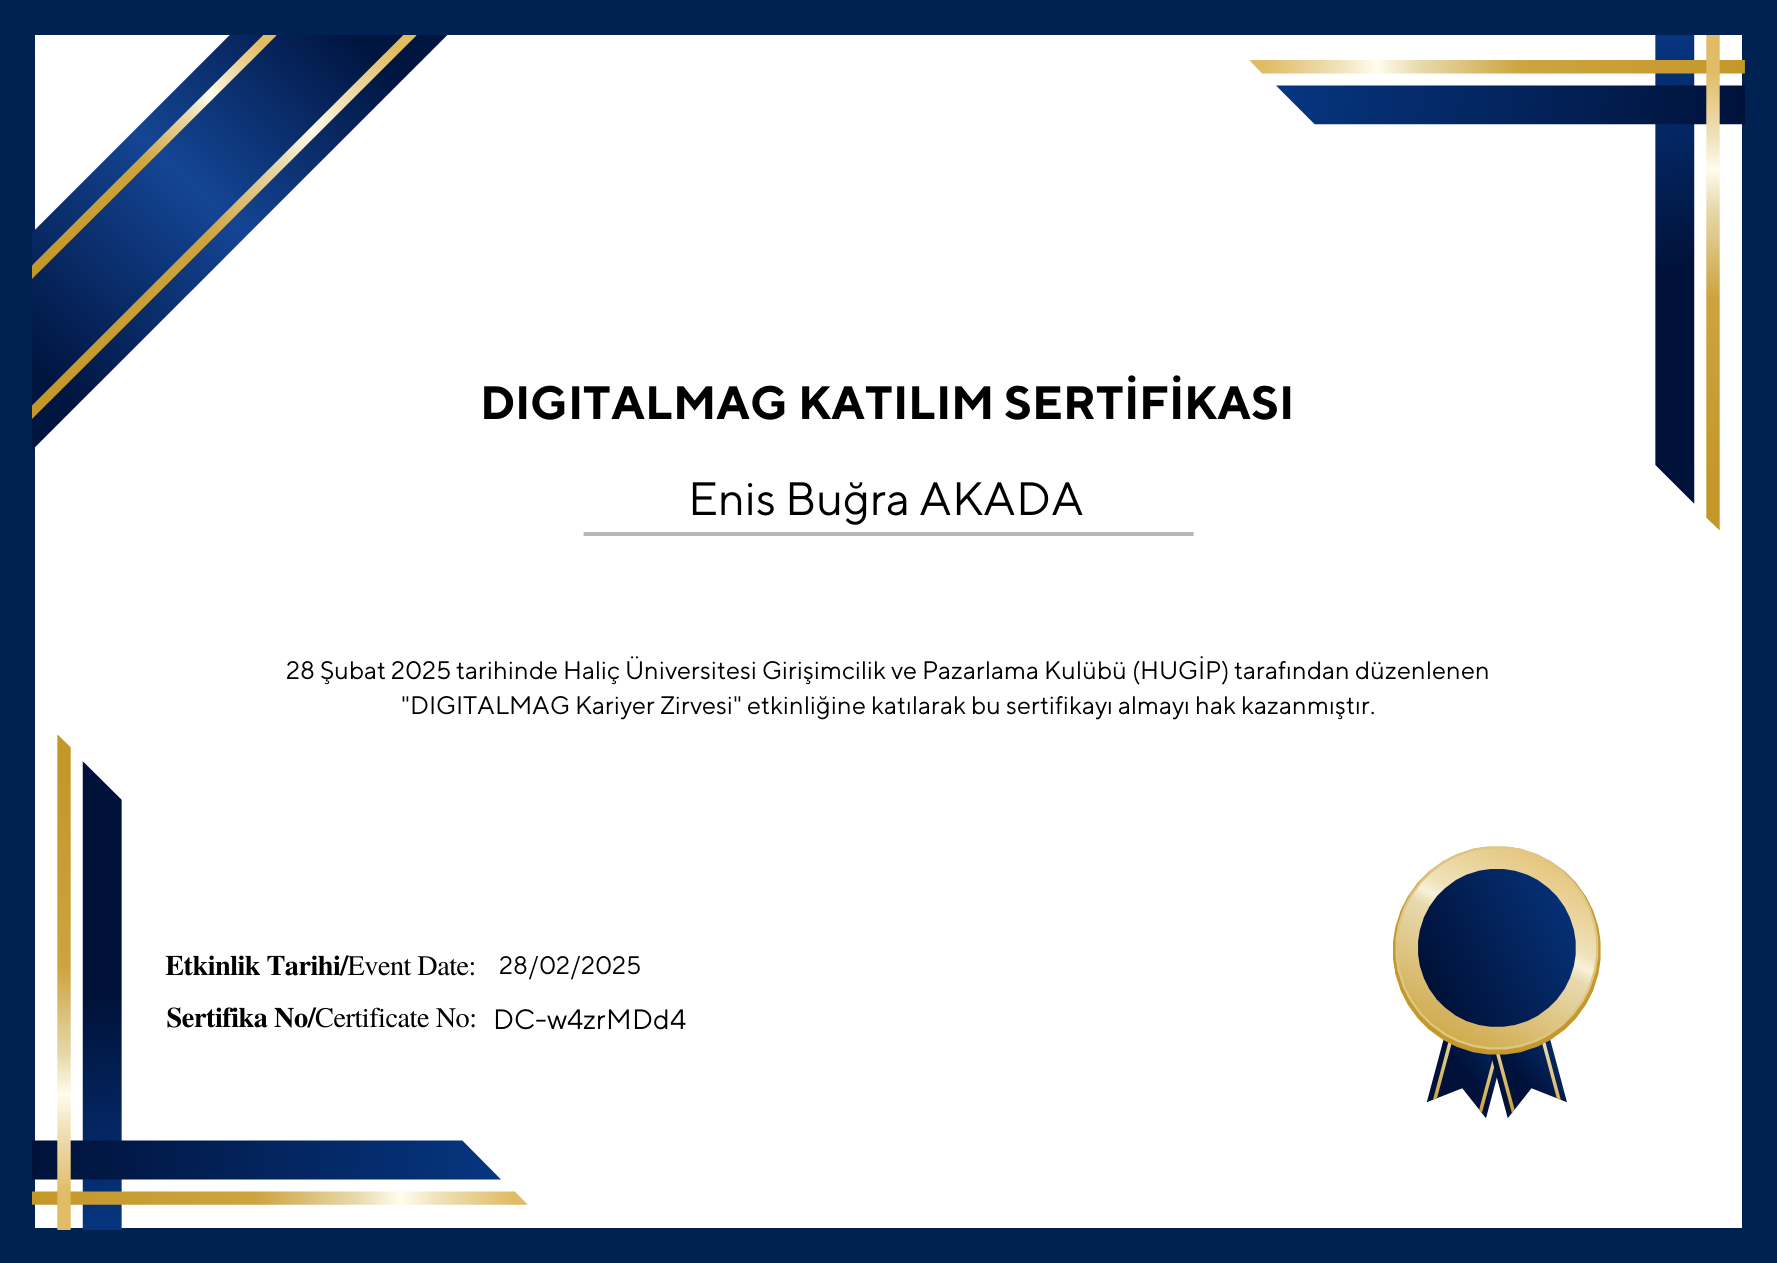 DIGITALMAG KATILIM SERTİFİKASI
Enis Buğra AKADA
28 Şubat 2025 tarihinde Haliç Üniversitesi Girişimcilik ve Pazarlama Kulübü (HUGİP) tarafından düzenlenen
"DIGITALMAG Kariyer Zirvesi" etkinliğine katılarak bu sertifikayı almayı hak kazanmıştır.
Etkinlik Tarihi/Event Date: 28/02/2025
Sertifika No/Certificate No: DC-w4zrMDd4